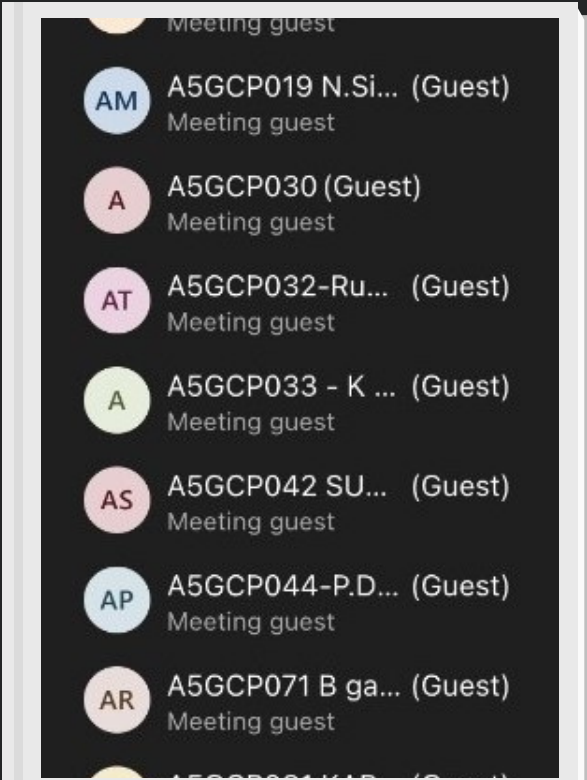 Meeting guest
AM
A5GCP019 N.Si... (Guest)
Meeting guest
A
A5GCP030 (Guest)
Meeting guest
AT
A5GCP032-Ru... (Guest)
Meeting guest
A
A5GCP033 - K ... (Guest)
Meeting guest
AS
A5GCP042 SU... (Guest)
Meeting guest
AP
A5GCP044-P.D... (Guest)
Meeting guest
AR
A5GCP071 B ga... (Guest)
Meeting guest